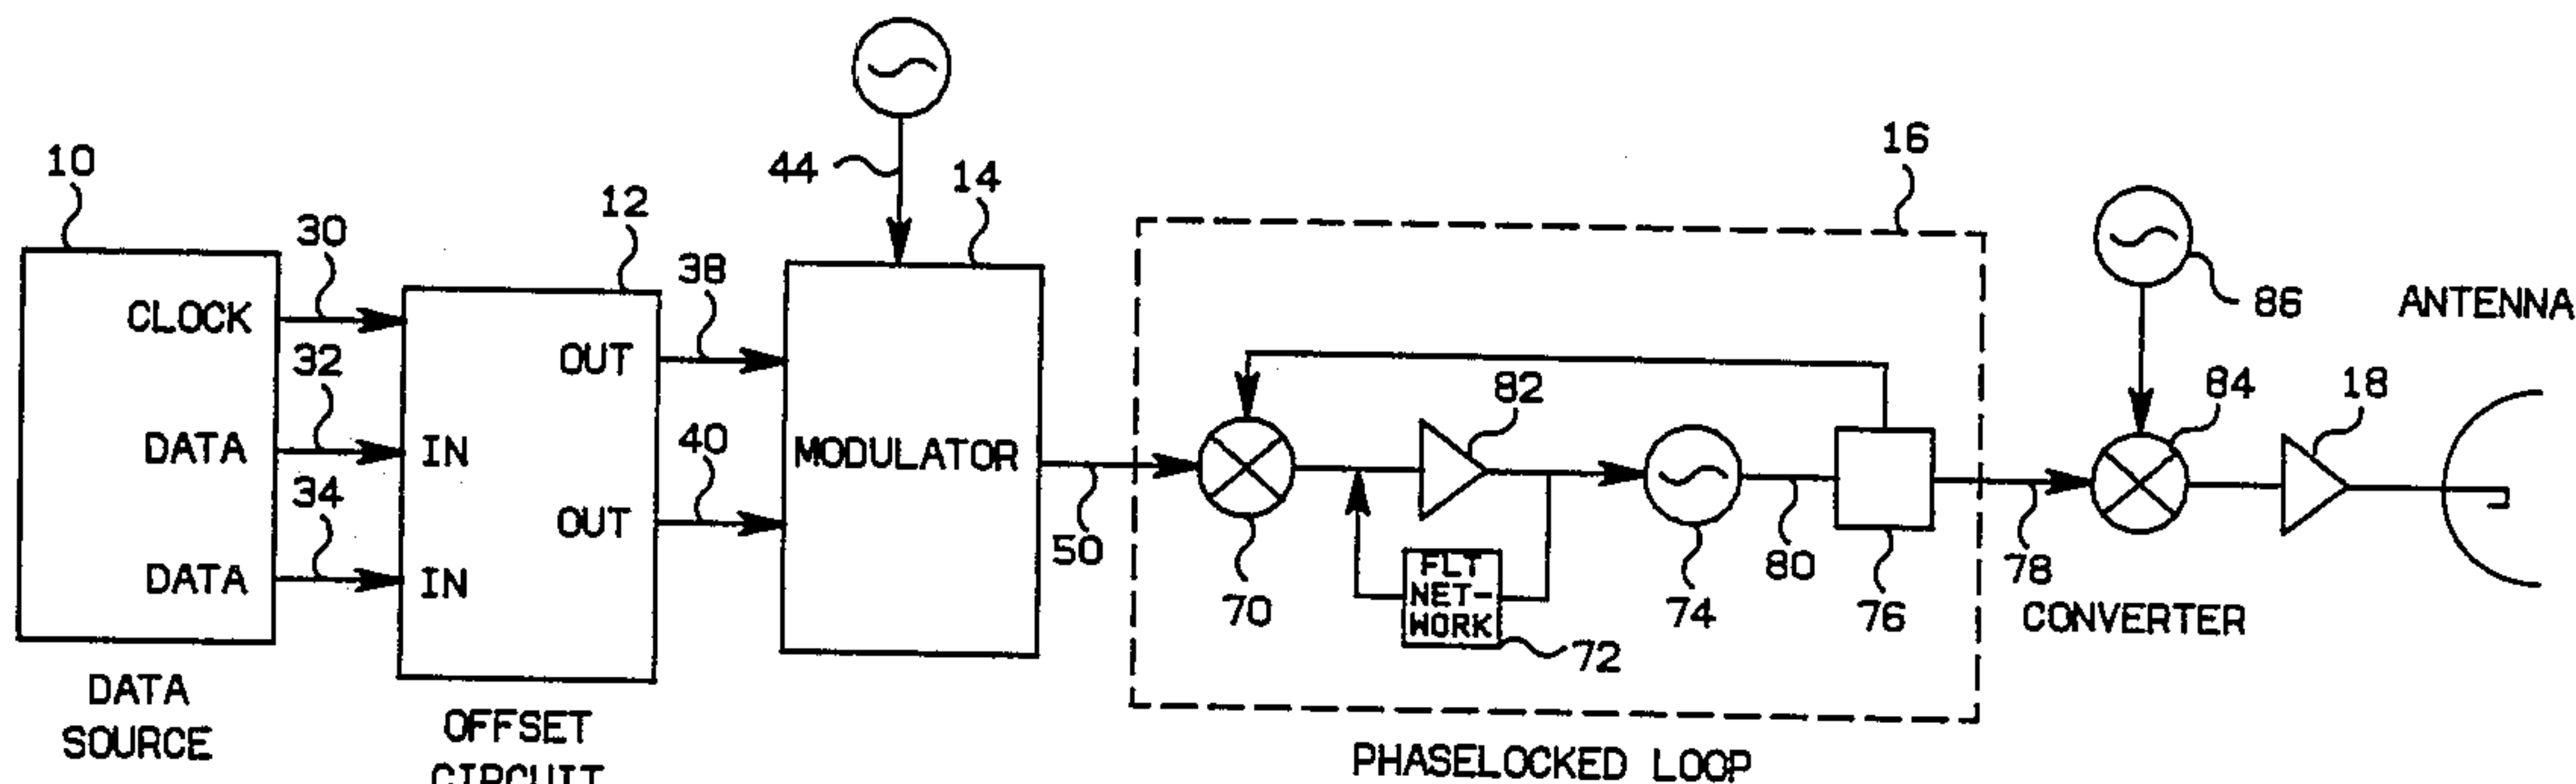 10
30
12
38
44
14
16
86
ANTENNA
CLOCK
32
OUT
82
84
18
DATA
IN
40
MODULATOR
34
OUT
50
DATA
IN
70
FLT
NET-
WORK
72
74
80
76
78
CONVERTER
DATA
SOURCE
OFFSET
CIRCUIT
PHASELOCKED LOOP